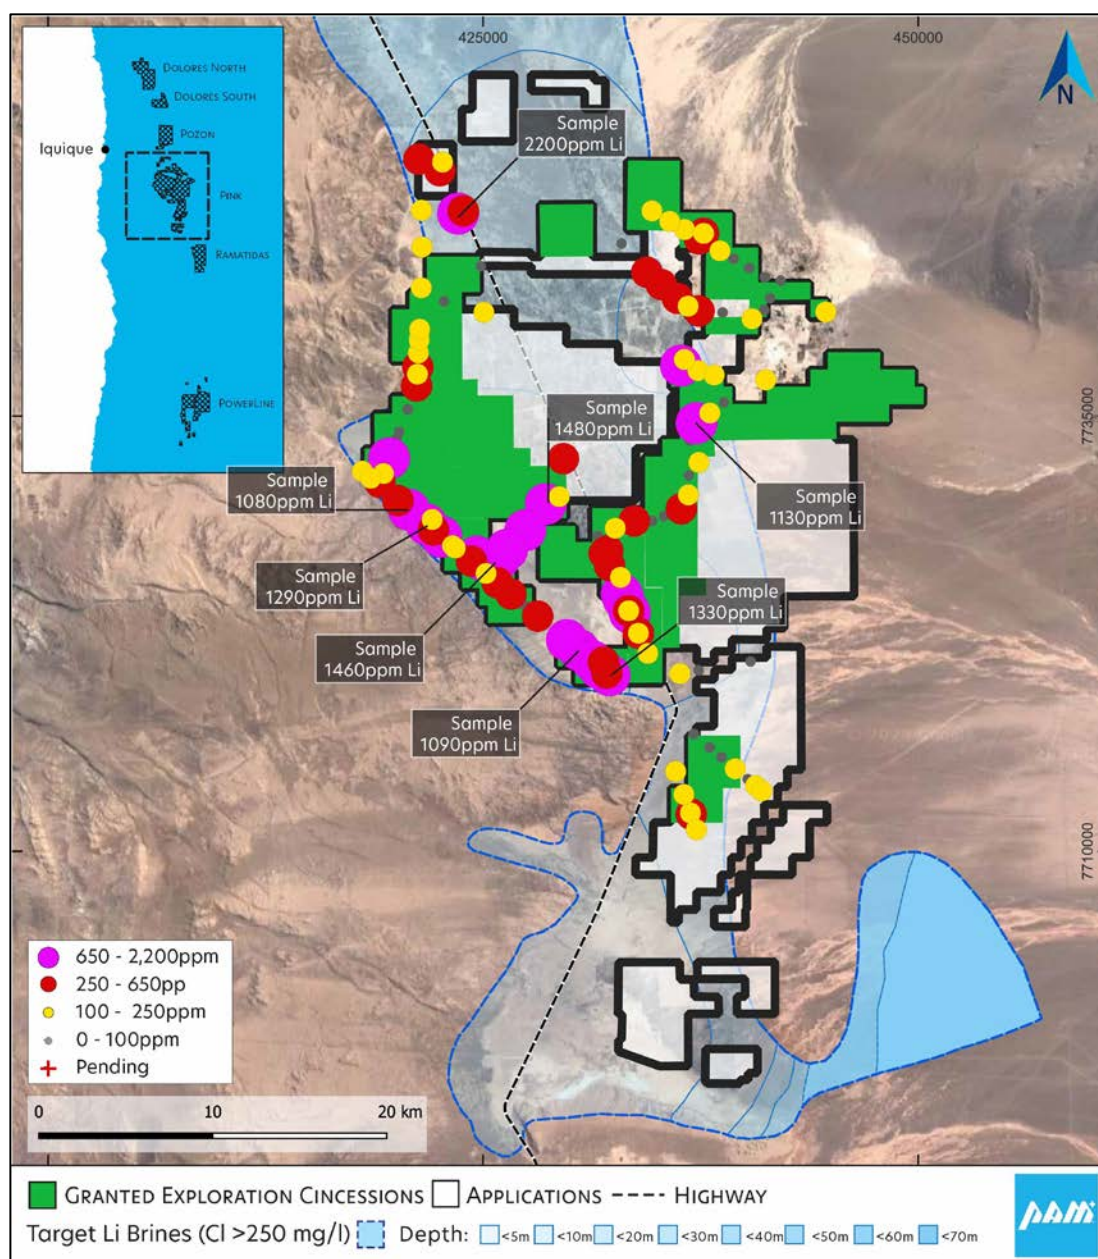 425000
450000
DOLORES NORTH
DOLORES SOUTH
POZON
Iquique
PINK
RAMATIDAS
POWERLINE
N
Sample
2200ppm Li
7735000
Sample
1480ppm Li
Sample
1080ppm Li
Sample
1130ppm Li
Sample
1290ppm Li
Sample
1330ppm Li
Sample
1460ppm Li
Sample
1090ppm Li
7710000
650 - 2,200ppm
250 - 650pp
100 - 250ppm
0 - 100ppm
Pending
0 10 20 km
GRANTED EXPLORATION CINCESSIONS APPLICATIONS HIGHWAY
Target Li Brines (Cl >250 mg/l) Depth: <5m <10m <20m <30m <40m <50m <60m <70m
PAM